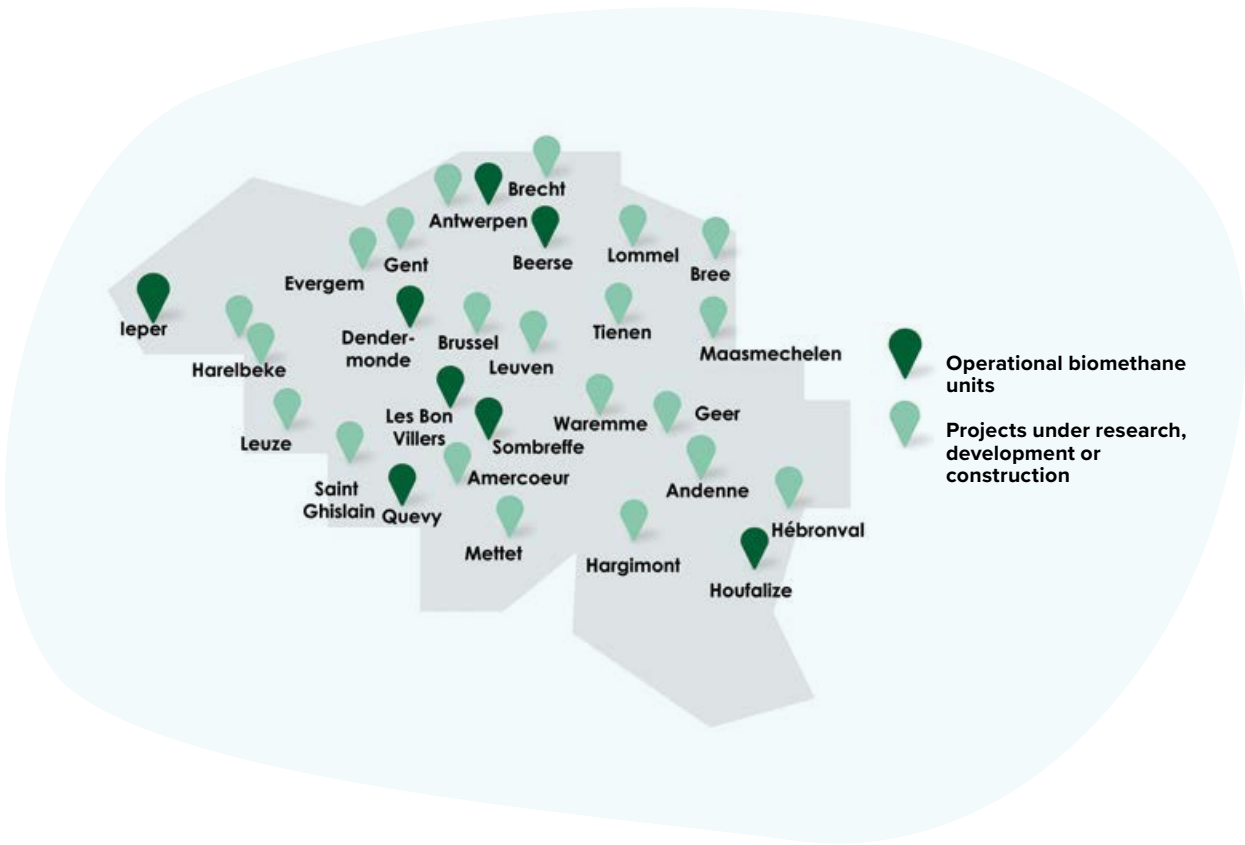 Brecht
Antwerpen
Beerse
Lommel
Bree
Gent
Evergem
Ieper
Dender-
monde
Brussel
Leuven
Tienen
Maasmechelen
Harelbeke
Leuze
Les Bon
Villers
Sombreffe
Waremme
Geer
Amercoeur
Andenne
Saint
Ghislain
Quevy
Mettet
Hargimont
Hébronval
Houfalize
Operational biomethane
units
Projects under research,
development or
construction